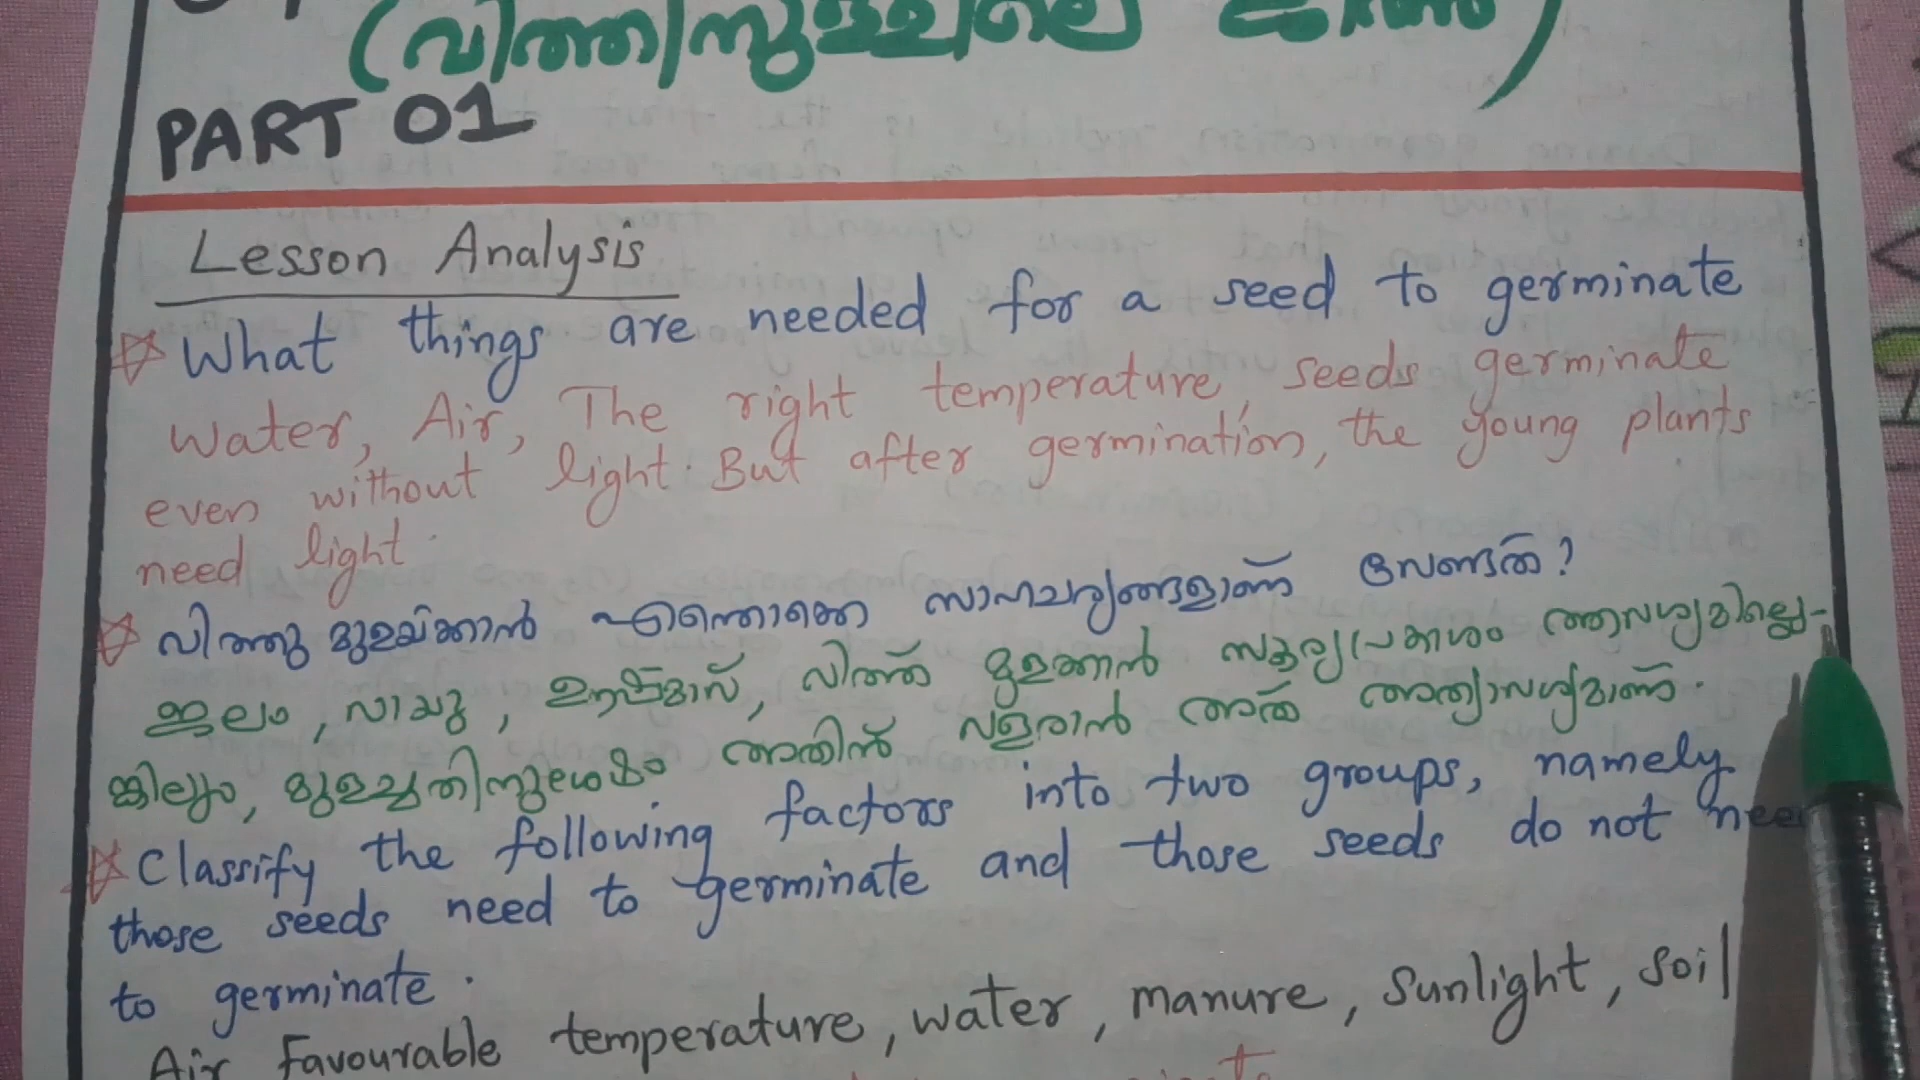 (വിത്തിനുള്ളിലെ
PART 01
Lesson Analysis
What things are needed for a seed to germinate
Water, Air, The right temperature, seeds germinate
even without light. But after germination, the young plants
need light.
വിത്തു മുളയ്ക്കാൻ എന്തൊക്കെ സാഹചര്യങ്ങളാണ് വേണ്ടത്?
ജലം, വായു, ഊഷ്മാവ്, വിത്ത് മുളക്കാൻ സൂര്യപ്രകാശം ആവശ്യമില്ലെ-
ങ്കിലും, മുളച്ചതിനുശേഷം അതിന് വളരാൻ അത് അത്യാവശ്യമാണ്.
Classify the following factors into two groups, namely
those seeds need to germinate and those seeds do not
to germinate.
Air Favourable temperature, water, manure, sunlight, soil